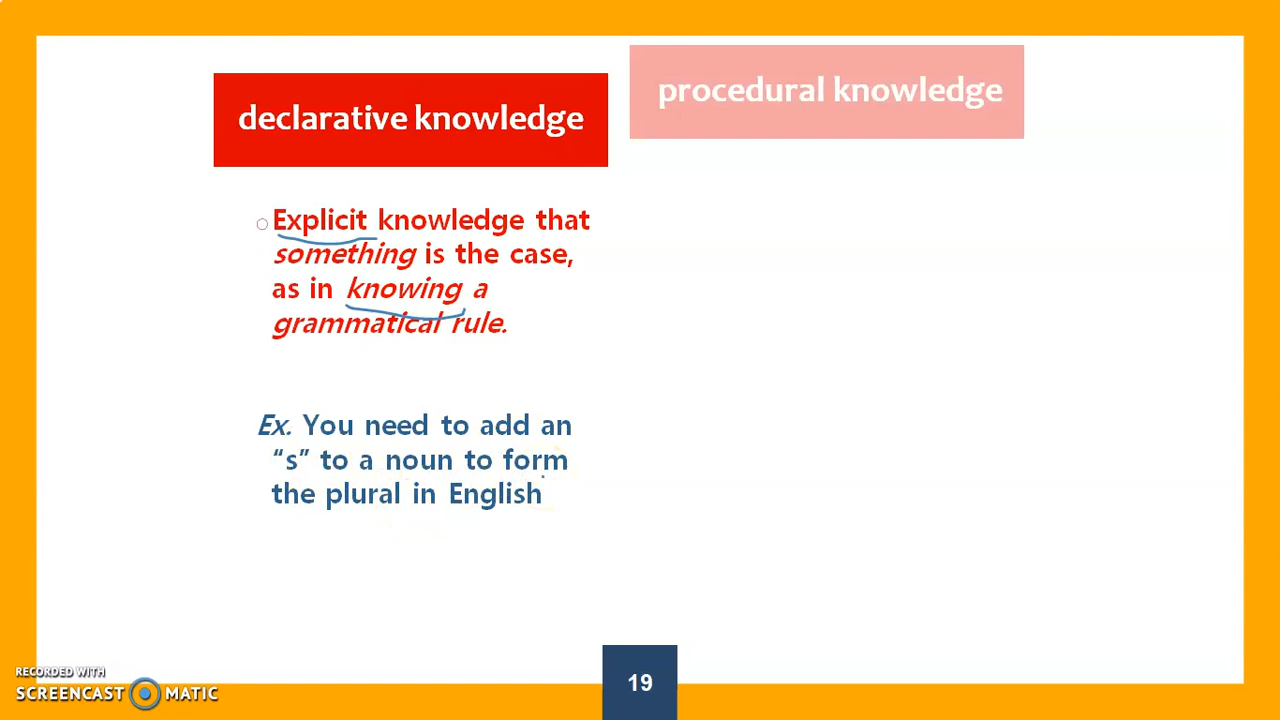 declarative knowledge
procedural knowledge
Explicit knowledge that
something is the case,
as in knowing a
grammatical rule.
Ex. You need to add an
“s” to a noun to form
the plural in English
19
RECORDED WITH
SCREENCAST MATIC